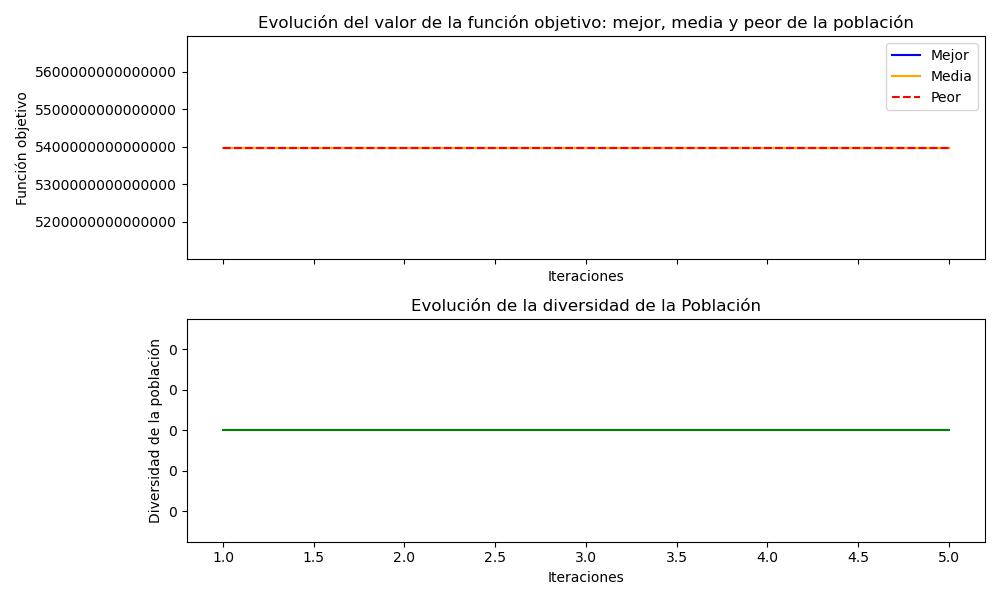 Evolución del valor de la función objetivo: mejor, media y peor de la población
Función objetivo
5600000000000000
5500000000000000
5400000000000000
5300000000000000
5200000000000000
Mejor
Media
Peor
Iteraciones
Evolución de la diversidad de la Población
Diversidad de la población
0
0
0
0
0
1.0 1.5 2.0 2.5 3.0 3.5 4.0 4.5 5.0
Iteraciones